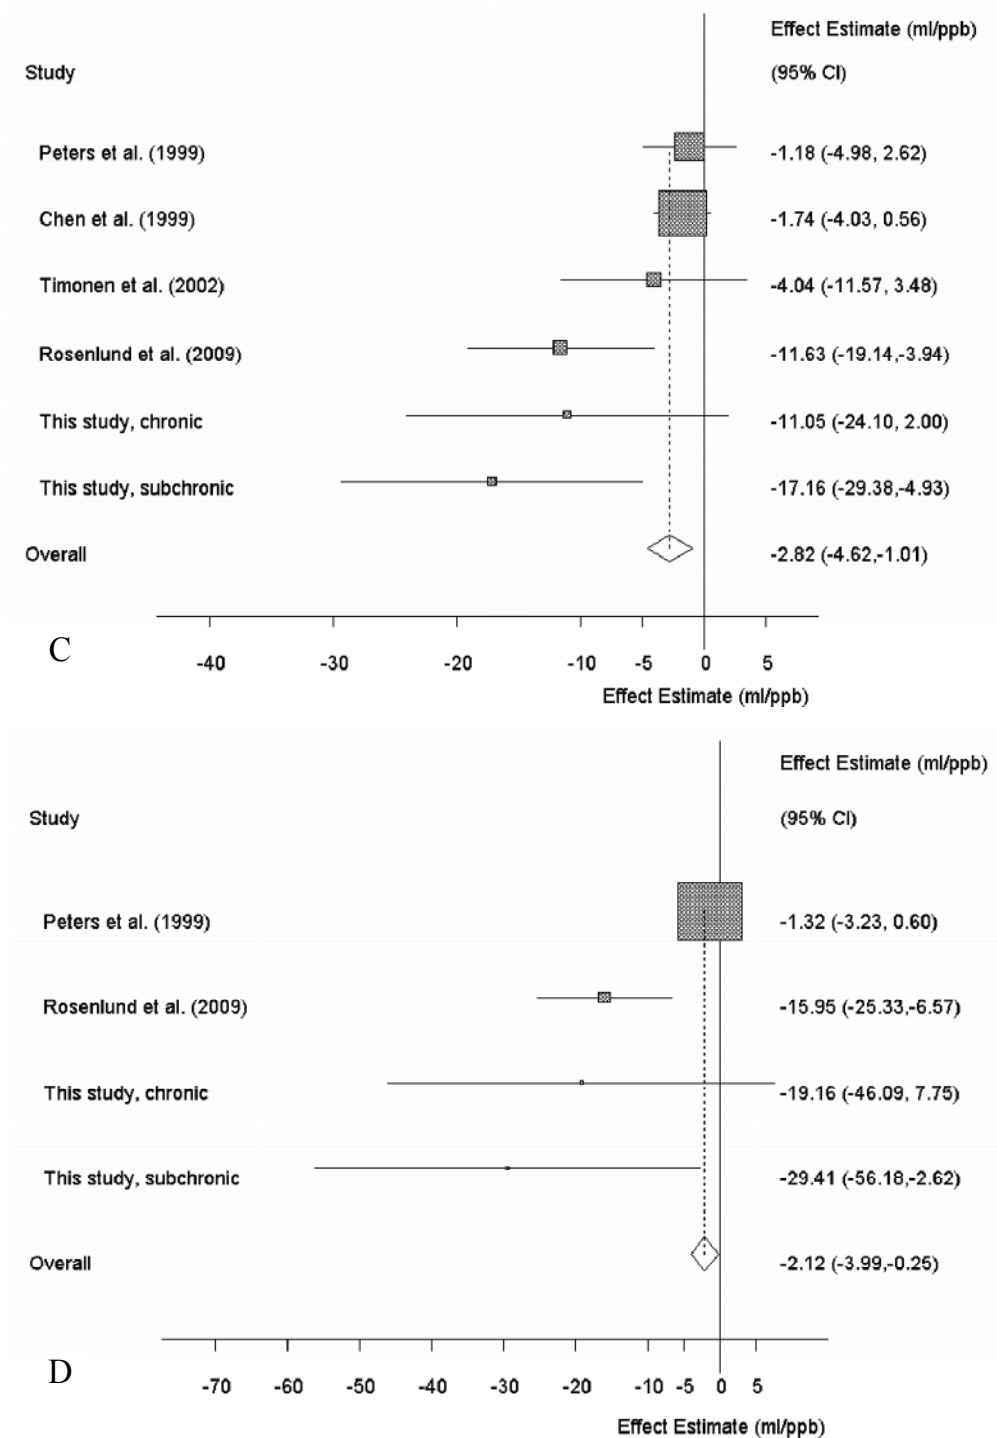 Effect Estimate (ml/ppb)
Study (95% CI)
Peters et al. (1999) -1.18 (-4.98, 2.62)
Chen et al. (1999) -1.74 (-4.03, 0.56)
Timonen et al. (2002) -4.04 (-11.57, 3.48)
Rosenlund et al. (2009) -11.63 (-19.14,-3.94)
This study, chronic -11.05 (-24.10, 2.00)
This study, subchronic -17.16 (-29.38,-4.93)
Overall -2.82 (-4.62,-1.01)
C
-40 -30 -20 -10 -5 0 5
Effect Estimate (ml/ppb)
Effect Estimate (ml/ppb)
Study (95% CI)
Peters et al. (1999) -1.32 (-3.23, 0.60)
Rosenlund et al. (2009) -15.95 (-25.33,-6.57)
This study, chronic -19.16 (-46.09, 7.75)
This study, subchronic -29.41 (-56.18,-2.62)
Overall -2.12 (-3.99,-0.25)
D
-70 -60 -50 -40 -30 -20 -10 -5 0 5
Effect Estimate (ml/ppb)